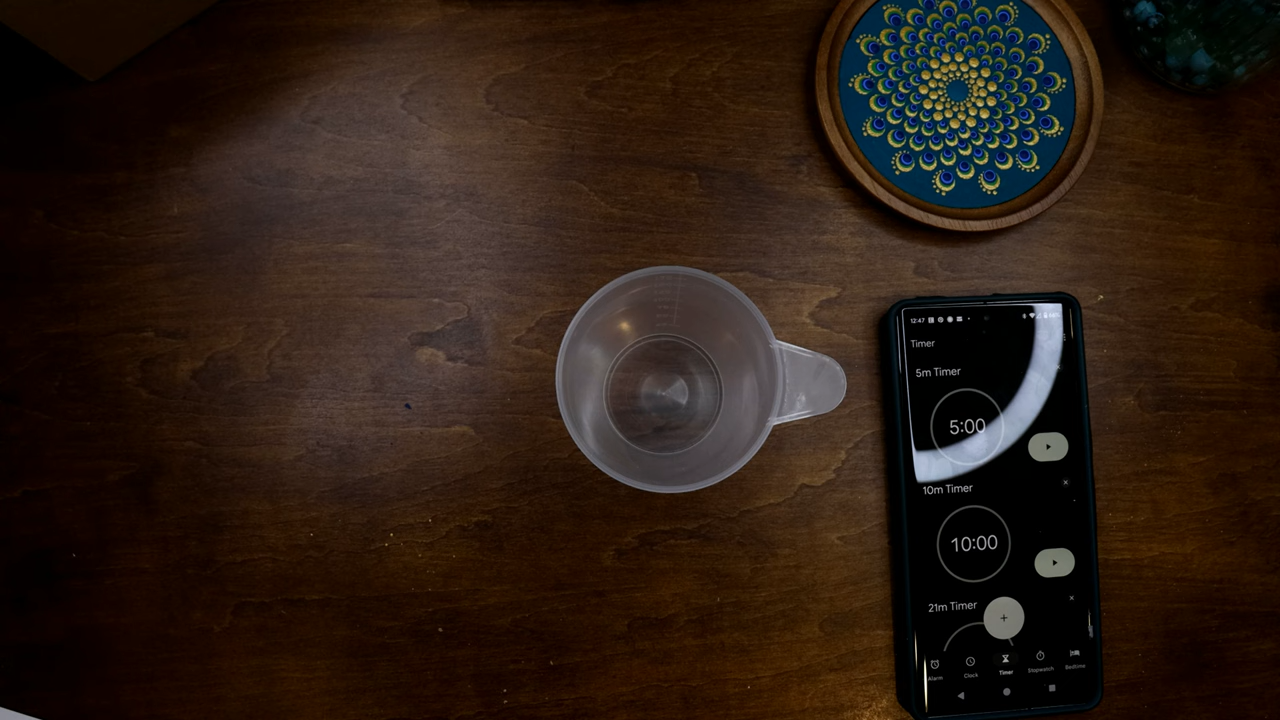 12:47
Timer
5m Timer
5:00
10m Timer
10:00
21m Timer
+
Alarm
Clock
Timer
Stopwatch
Bedtime